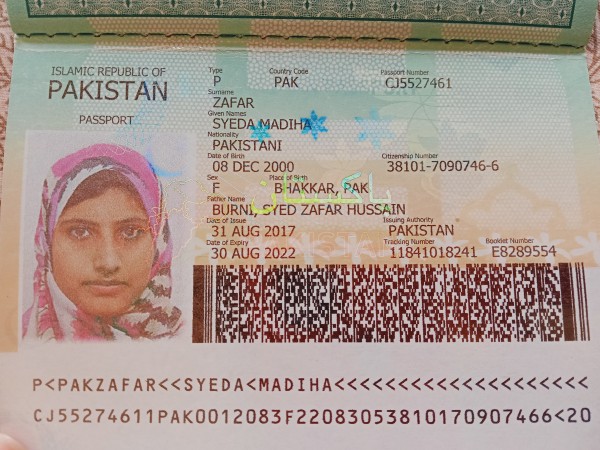 ISLAMIC REPUBLIC OF
PAKISTAN
PASSPORT
Type Country Code Passport Number
P PAK CJ5527461
Surname
ZAFAR
Given Names
SYEDA MADIHA
Nationality
PAKISTANI
Date of Birth Citizenship Number
08 DEC 2000 38101-7090746-6
Sex Place of Birth
F BHAKKAR, PAK
پاکستان
Father Name
BURNI, SYED ZAFAR HUSSAIN
Date of Issue Issuing Authority
31 AUG 2017 PAKISTAN
Date of Expiry Tracking Number Booklet Number
30 AUG 2022 11841018241 E8289554
P<PAKZAFAR<<SYEDA<MADIHA<<<<<<<<<<<<<<<<<<<<
CJ55274611PAK0012083F22083053810170907466<20